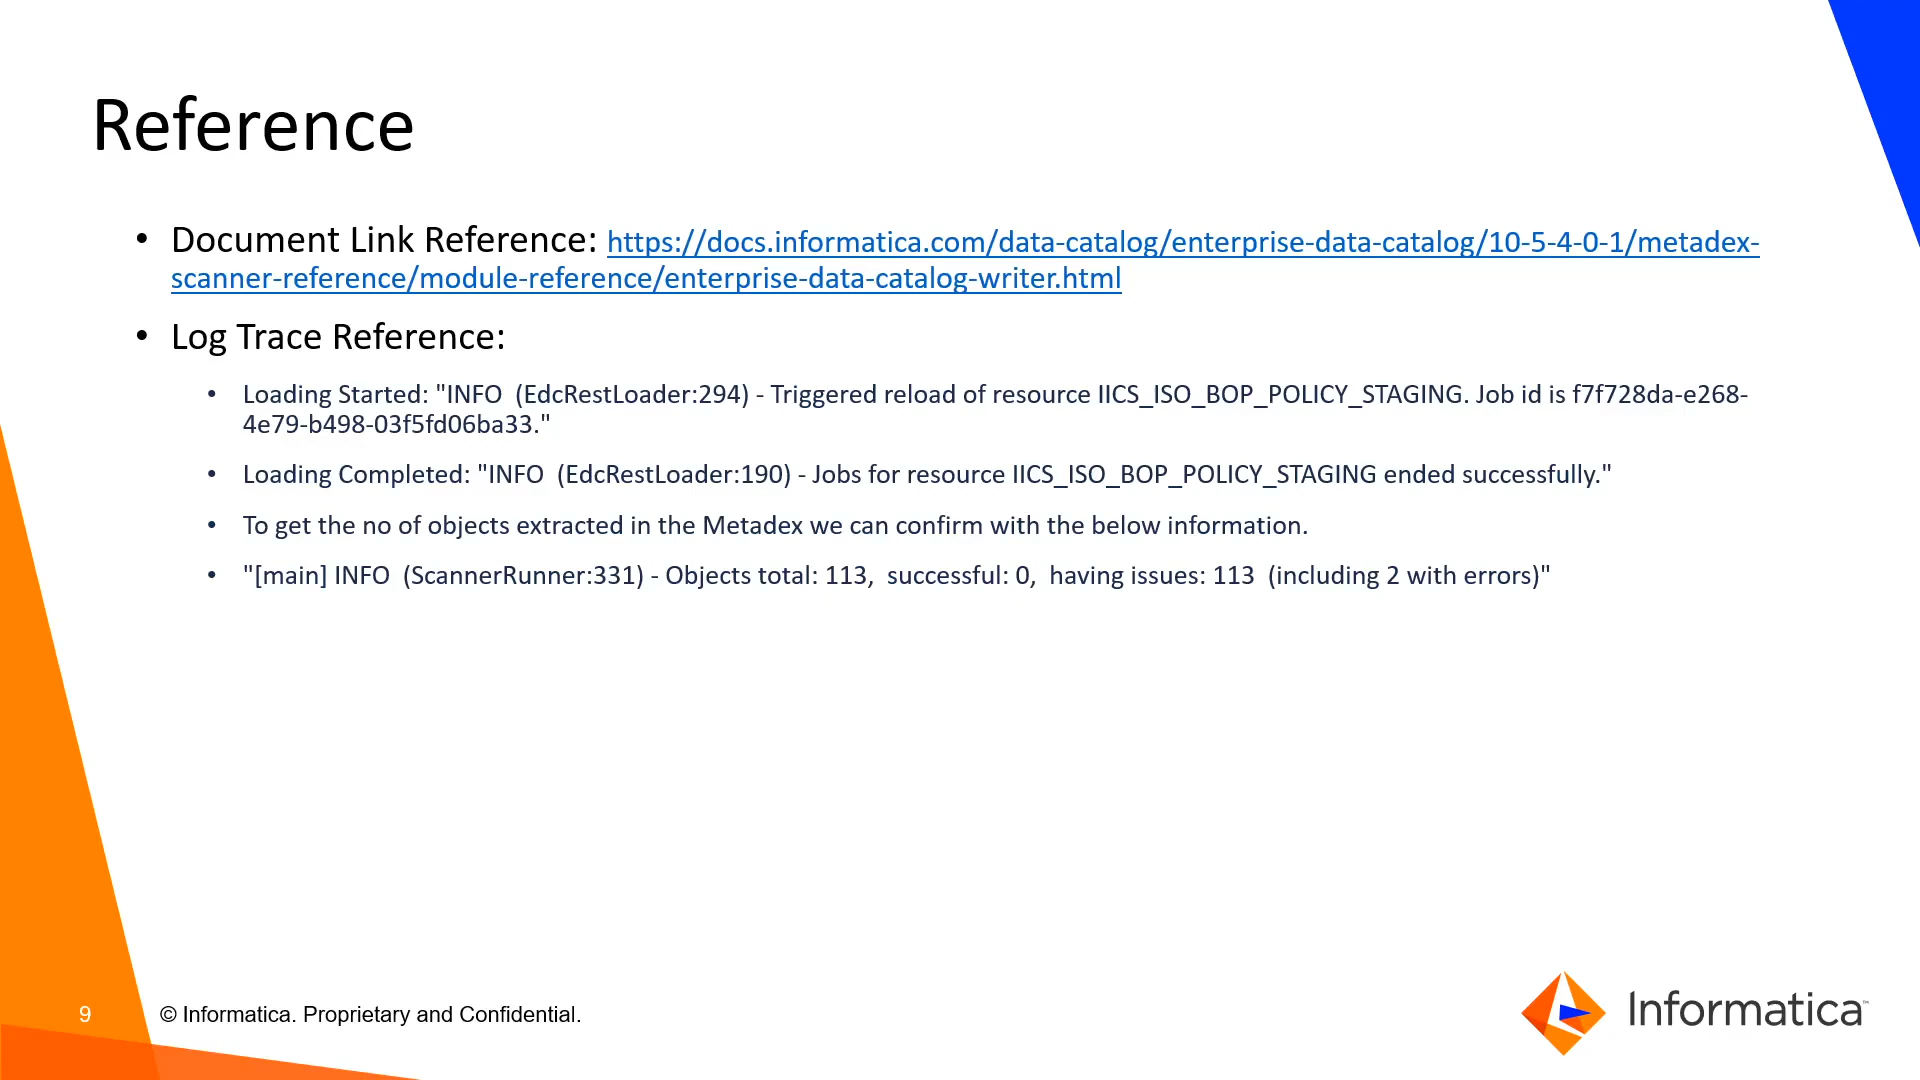 Reference
• Document Link Reference: https://docs.informatica.com/data-catalog/enterprise-data-catalog/10-5-4-0-1/metadex-
scanner-reference/module-reference/enterprise-data-catalog-writer.html
• Log Trace Reference:
• Loading Started: "INFO  (EdcRestLoader:294) - Triggered reload of resource IICS_ISO_BOP_POLICY_STAGING. Job id is f7f728da-e268-
4e79-b498-03f5fd06ba33."
• Loading Completed: "INFO  (EdcRestLoader:190) - Jobs for resource IICS_ISO_BOP_POLICY_STAGING ended successfully."
• To get the no of objects extracted in the Metadex we can confirm with the below information.
• "[main] INFO  (ScannerRunner:331) - Objects total: 113,  successful: 0,  having issues: 113  (including 2 with errors)"
9
© Informatica. Proprietary and Confidential.
Informatica™